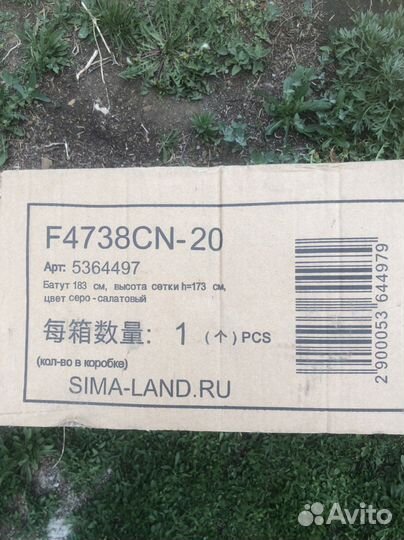 F4738CN-20
Арт: 5364497
Батут 183 см, высота сетки h=173 см,
цвет серо-салатовый
每箱数量: 1 (个) PCS
(кол-во в коробке)
SIMA-LAND.RU
2 900053 644979
Avito